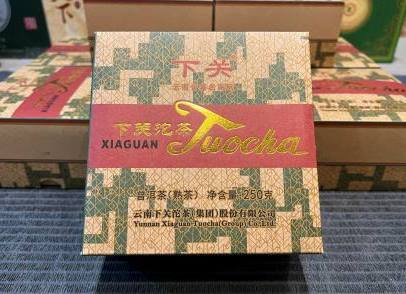 下关
下关沱茶
XIAGUAN Tuocha
普洱茶(熟茶) 净含量:250克
云南下关沱茶(集团)股份有限公司
Yunnan Xiaguan Tuocha(Group)Co.,Ltd.